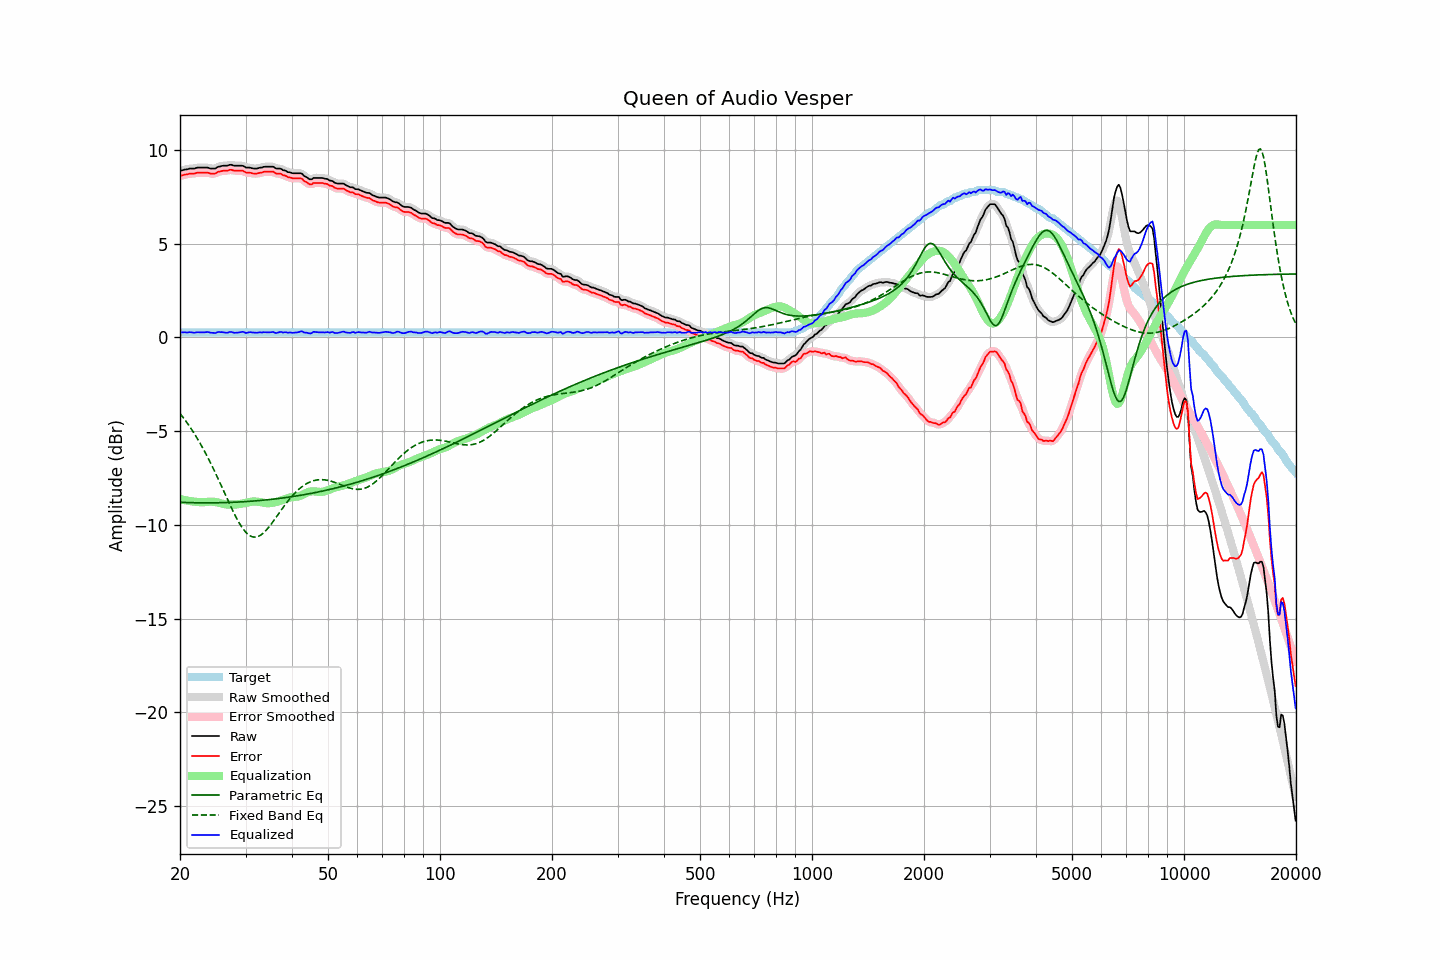 Queen of Audio Vesper
Amplitude (dBr)
10
5
0
−5
−10
−15
−20
−25
Target
Raw Smoothed
Error Smoothed
Raw
Error
Equalization
Parametric Eq
Fixed Band Eq
Equalized
20 50 100 200 500 1000 2000 5000 10000 20000
Frequency (Hz)